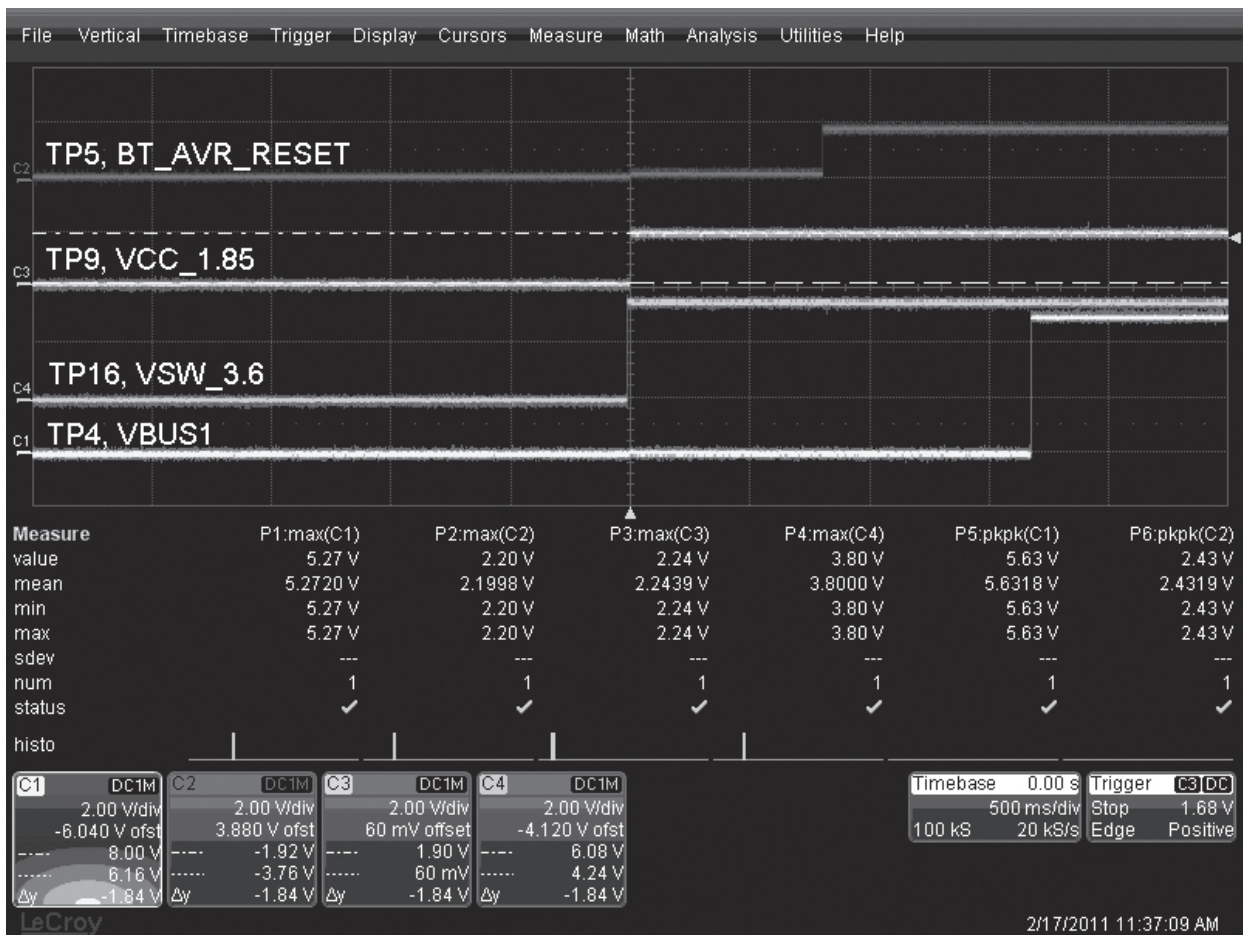 File Vertical Timebase Trigger Display Cursors Measure Math Analysis Utilities Help
TP5, BT_AVR_RESET
C2
TP9, VCC_1.85
C3
TP16, VSW_3.6
C4
TP4, VBUS1
C1
Measure P1:max(C1) P2:max(C2) P3:max(C3) P4:max(C4) P5:pkpk(C1) P6:pkpk(C2)
value 5.27 V 2.20 V 2.24 V 3.80 V 5.63 V 2.43 V
mean 5.2720 V 2.1998 V 2.2439 V 3.8000 V 5.6318 V 2.4319 V
min 5.27 V 2.20 V 2.24 V 3.80 V 5.63 V 2.43 V
max 5.27 V 2.20 V 2.24 V 3.80 V 5.63 V 2.43 V
sdev --- --- --- --- --- ---
num 1 1 1 1 1 1
status ✓ ✓ ✓ ✓ ✓ ✓
histo
C1 DC1M C2 DC1M C3 DC1M C4 DC1M Timebase 0.00 s Trigger C3 DC
2.00 V/div 2.00 V/div 2.00 V/div 2.00 V/div 500 ms/div Stop 1.68 V
-6.040 V ofst 3.880 V ofst 60 mV offset -4.120 V ofst 100 kS 20 kS/s Edge Positive
8.00 V -1.92 V 1.90 V 6.08 V
6.16 V -3.76 V 60 mV 4.24 V
Δy -1.84 V Δy -1.84 V Δy -1.84 V Δy -1.84 V
LeCroy 2/17/2011 11:37:09 AM